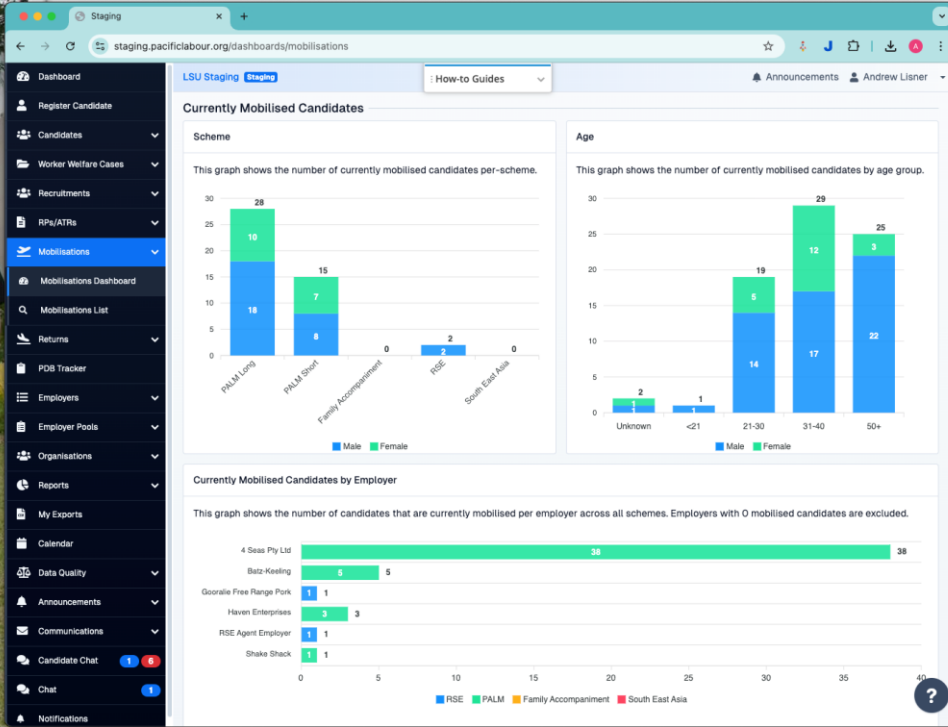 Staging
staging.pacificlabour.org/dashboards/mobilisations
A
Dashboard
Register Candidate
Candidates
Worker Welfare Cases
Recruitments
RPs/ATRs
Mobilisations
Mobilisations Dashboard
Mobilisations List
Returns
PDB Tracker
Employers
Employer Pools
Organisations
Reports
My Exports
Calendar
Data Quality
Announcements
Communications
Candidate Chat 1 6
Chat 1
Notifications
LSU Staging Staging
How-to Guides
Announcements
Andrew Lisner
Currently Mobilised Candidates
Scheme
This graph shows the number of currently mobilised candidates per-scheme.
30
25
20
15
10
5
0
28
10
18
15
7
8
0
2
2
0
PALM Long
PALM Short
Family Accompaniment
RSE
South East Asia
Male Female
Age
This graph shows the number of currently mobilised candidates by age group.
30
25
20
15
10
5
0
2
1
1
1
1
19
5
14
29
12
17
25
3
22
Unknown <21 21-30 31-40 50+
Male Female
Currently Mobilised Candidates by Employer
This graph shows the number of candidates that are currently mobilised per employer across all schemes. Employers with 0 mobilised candidates are excluded.
4 Seas Pty Ltd 38 38
Batz-Keeling 5 5
Gooralie Free Range Pork 1 1
Haven Enterprises 3 3
RSE Agent Employer 1 1
Shake Shack 1 1
0 5 10 15 20 25 30 35 40
RSE PALM Family Accompaniment South East Asia
?